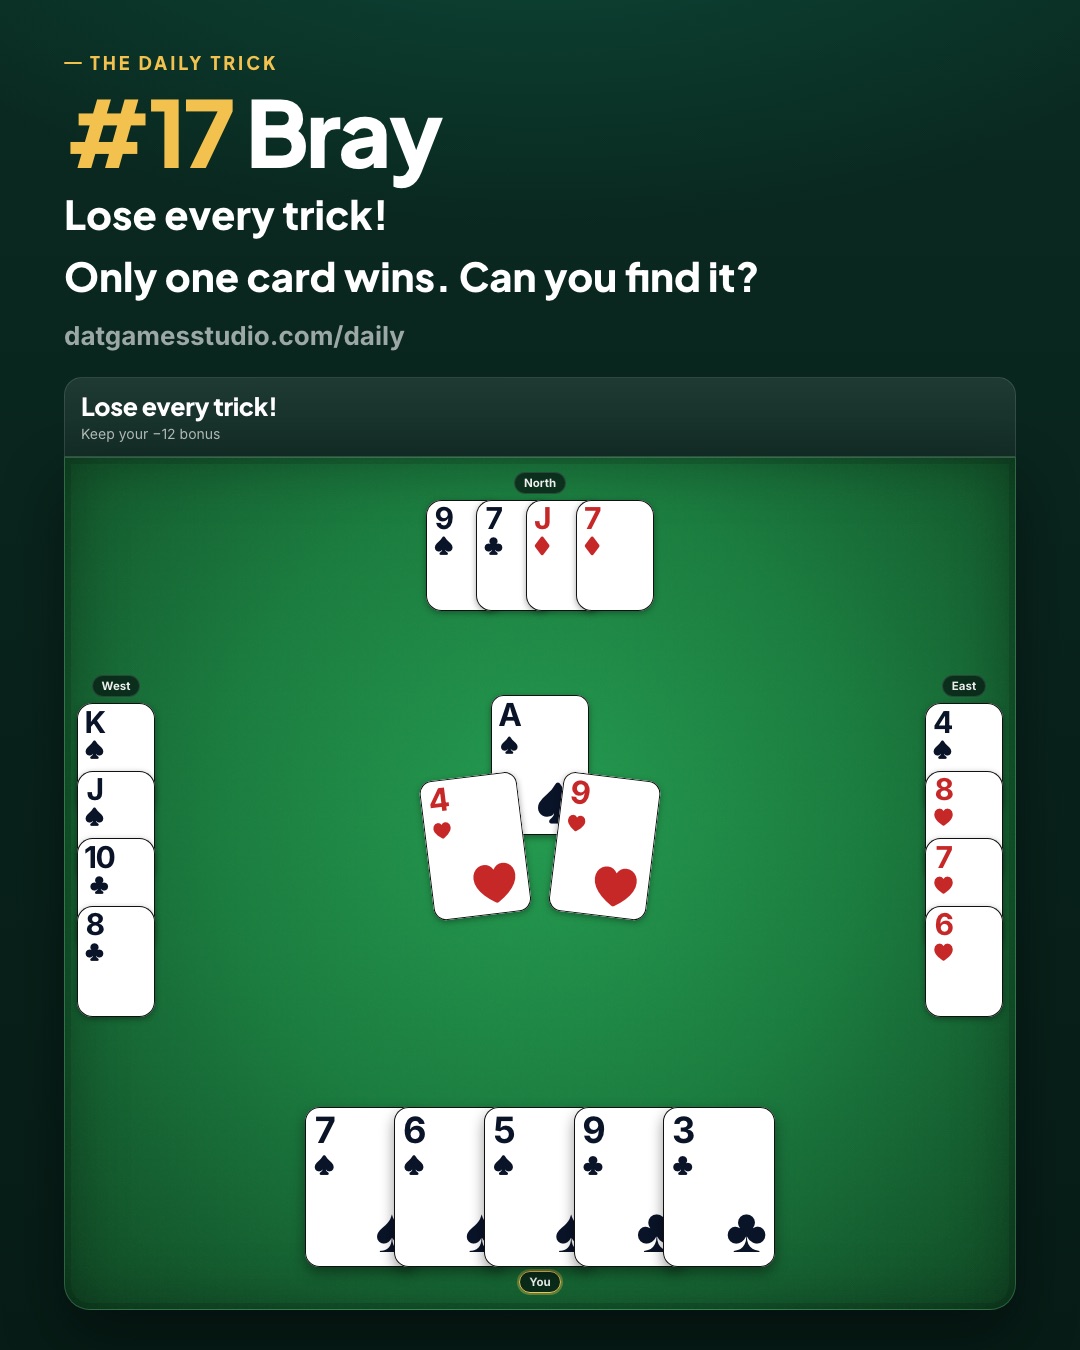 — THE DAILY TRICK
#17 Bray
Lose every trick!
Only one card wins. Can you find it?
datgamesstudio.com/daily
Lose every trick!
Keep your −12 bonus
North
9 7 J 7
West
East
K
J
10
8
4
8
7
6
A
4 9
7 6 5 9 3
You